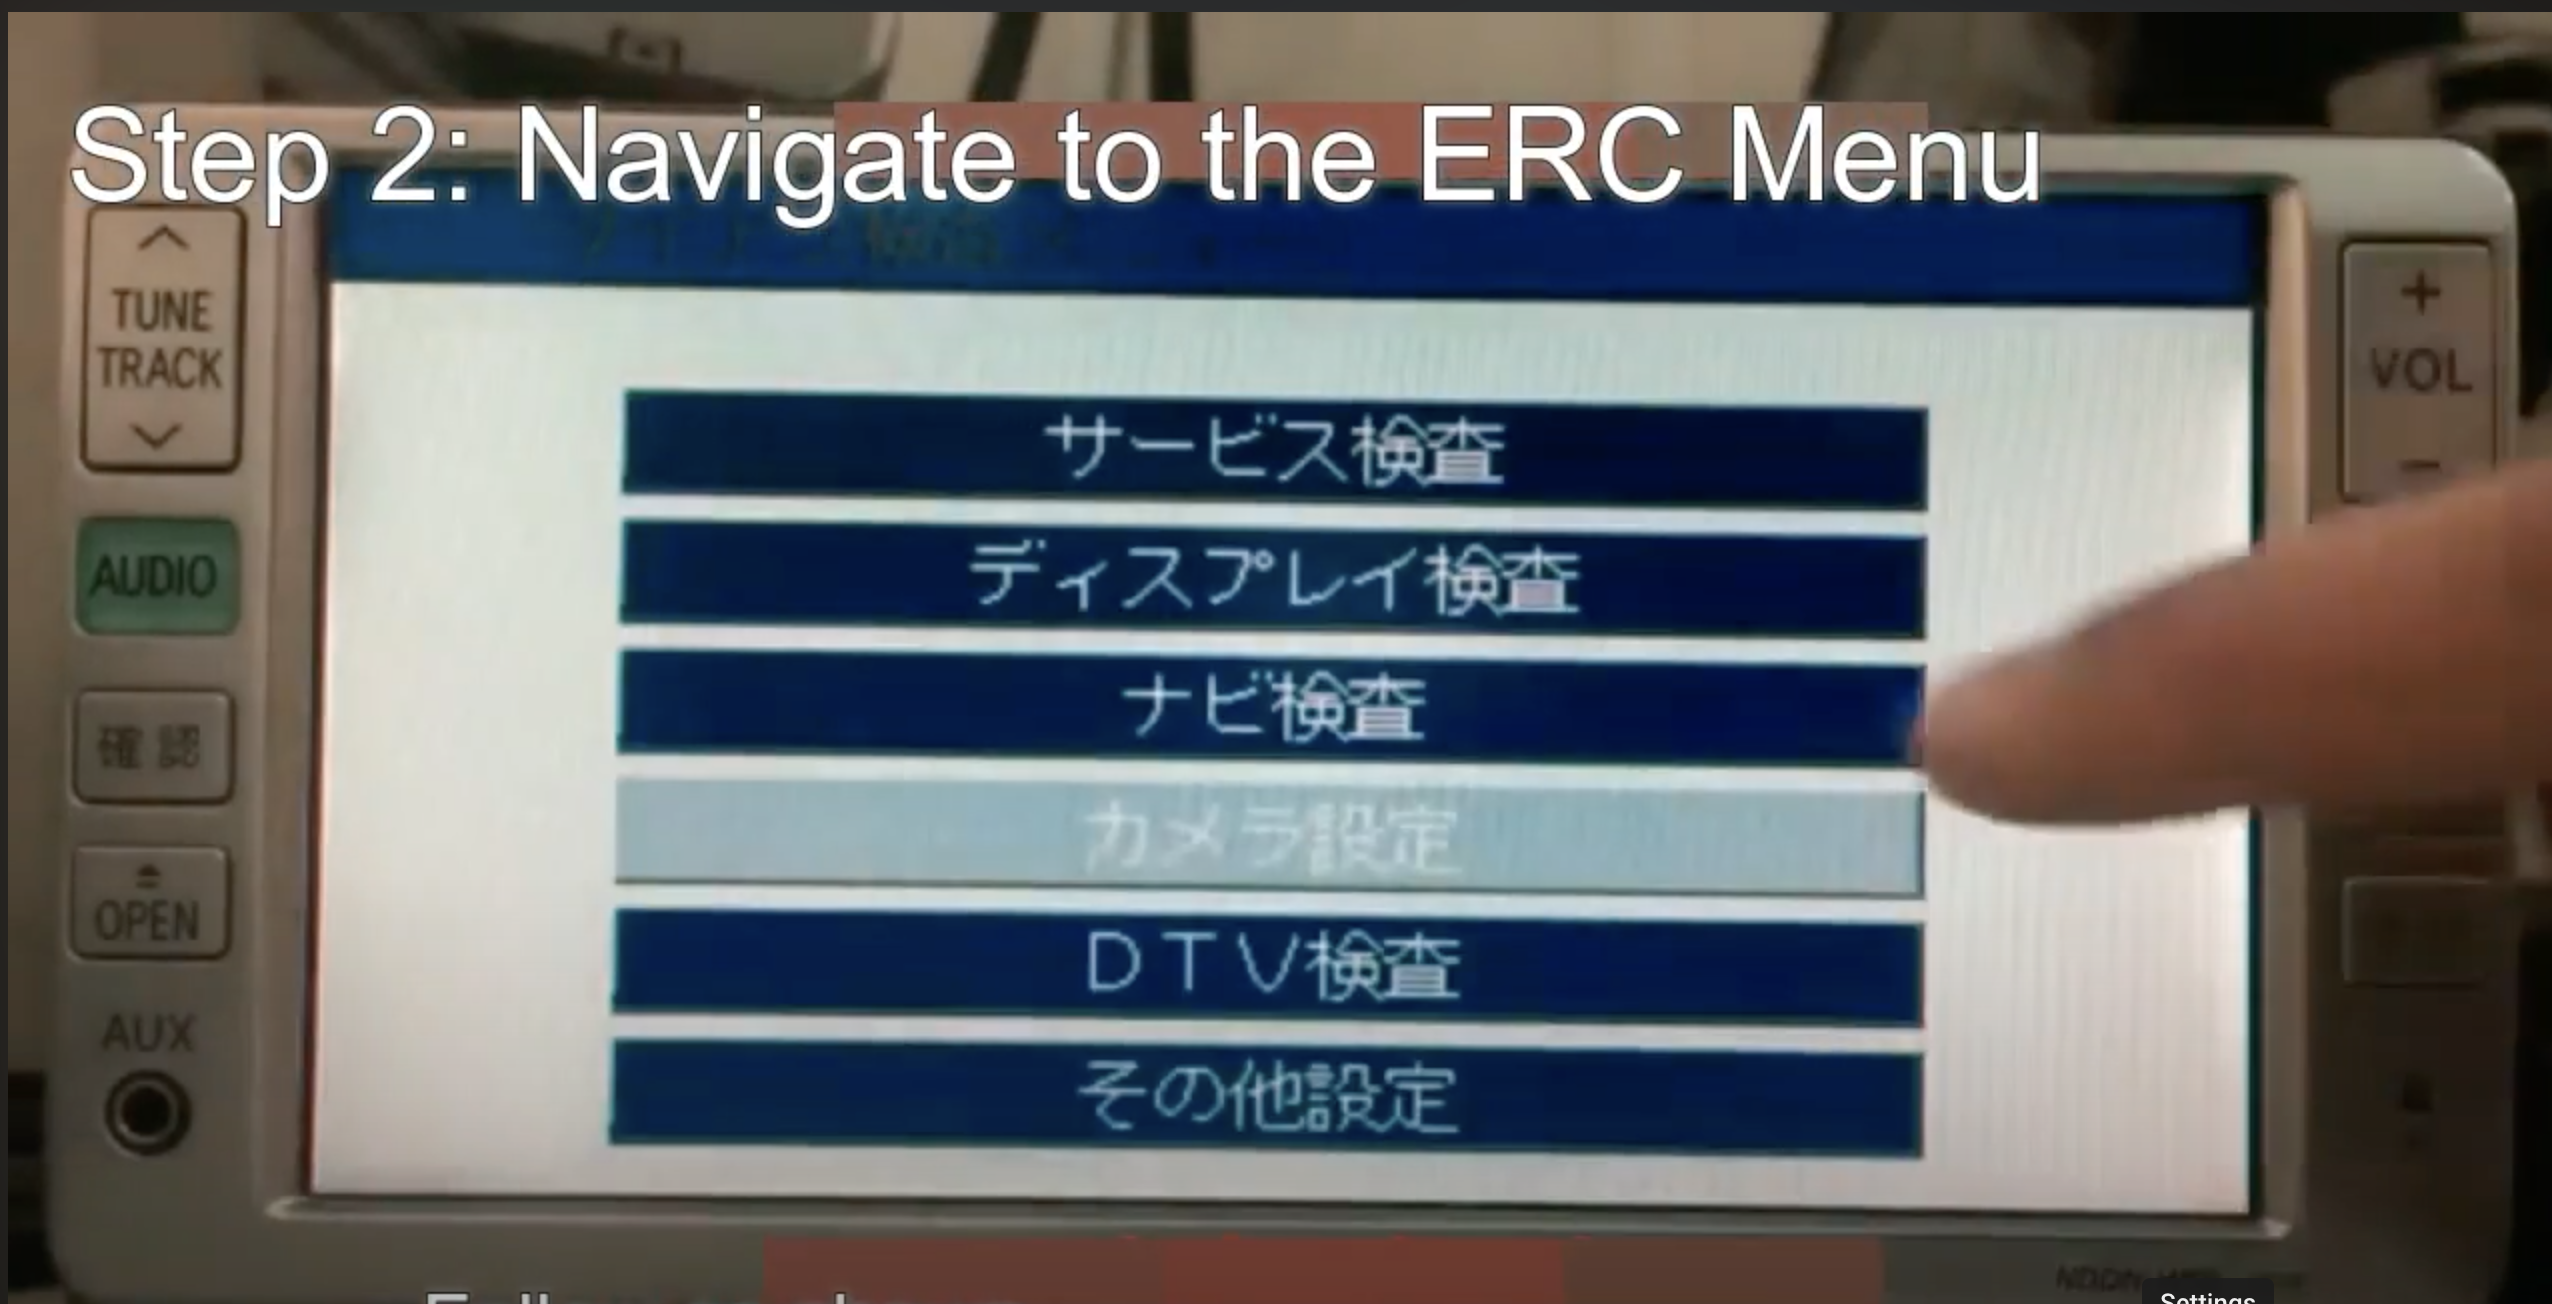 Step 2: Navigate to the ERC Menu
TUNE
TRACK
AUDIO
確認
OPEN
AUX
サービス検査
ディスプレイ検査
ナビ検査
カメラ設定
DTV検査
その他設定
+
VOL
-
Settings